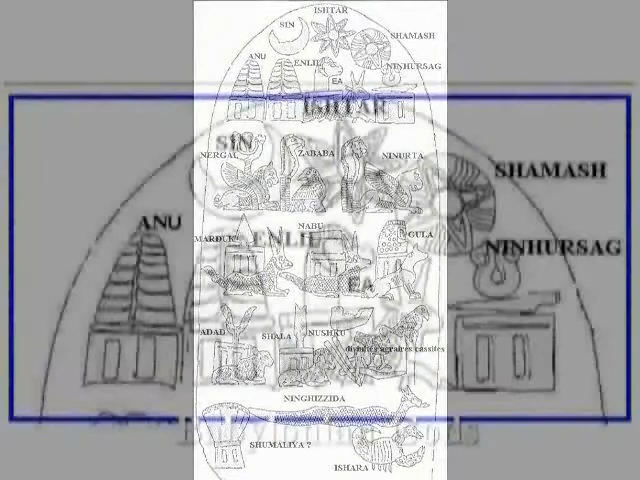 ISHTAR
SIN
SHAMASH
ANU
ENLIL
NINHURSAG
EA
ISHTAR
SIN
NERGAL
ZABABA
NINURTA
SHAMASH
ANU
MARDUK
ENLIL
NABU
GULA
NINHURSAG
EA
ADAD
SHALA
NUSHKU
divinités agraires cassites
NINGHIZZIDA
SHUMALIYA ?
ISHARA